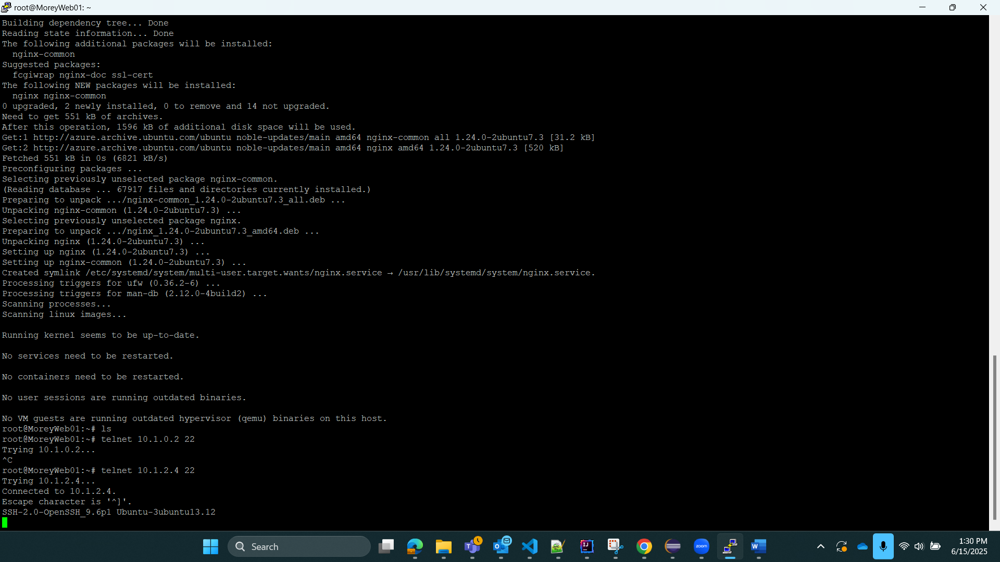 root@MoreyWeb01: ~
Building dependency tree... Done
Reading state information... Done
The following additional packages will be installed:
  nginx-common
Suggested packages:
  fcgiwrap nginx-doc ssl-cert
The following NEW packages will be installed:
  nginx nginx-common
0 upgraded, 2 newly installed, 0 to remove and 14 not upgraded.
Need to get 551 kB of archives.
After this operation, 1596 kB of additional disk space will be used.
Get:1 http://azure.archive.ubuntu.com/ubuntu noble-updates/main amd64 nginx-common all 1.24.0-2ubuntu7.3 [31.2 kB]
Get:2 http://azure.archive.ubuntu.com/ubuntu noble-updates/main amd64 nginx amd64 1.24.0-2ubuntu7.3 [520 kB]
Fetched 551 kB in 0s (6821 kB/s)
Preconfiguring packages ...
Selecting previously unselected package nginx-common.
(Reading database ... 67917 files and directories currently installed.)
Preparing to unpack .../nginx-common_1.24.0-2ubuntu7.3_all.deb ...
Unpacking nginx-common (1.24.0-2ubuntu7.3) ...
Selecting previously unselected package nginx.
Preparing to unpack .../nginx_1.24.0-2ubuntu7.3_amd64.deb ...
Unpacking nginx (1.24.0-2ubuntu7.3) ...
Setting up nginx (1.24.0-2ubuntu7.3) ...
Setting up nginx-common (1.24.0-2ubuntu7.3) ...
Created symlink /etc/systemd/system/multi-user.target.wants/nginx.service → /usr/lib/systemd/system/nginx.service.
Processing triggers for ufw (0.36.2-6) ...
Processing triggers for man-db (2.12.0-4build2) ...
Scanning processes...
Scanning linux images...
Running kernel seems to be up-to-date.
No services need to be restarted.
No containers need to be restarted.
No user sessions are running outdated binaries.
No VM guests are running outdated hypervisor (qemu) binaries on this host.
root@MoreyWeb01:~# ls
root@MoreyWeb01:~# telnet 10.1.0.2 22
Trying 10.1.0.2...
^C
root@MoreyWeb01:~# telnet 10.1.2.4 22
Trying 10.1.2.4...
Connected to 10.1.2.4.
Escape character is '^]'.
SSH-2.0-OpenSSH_9.6p1 Ubuntu-3ubuntu13.12
Search
zoom
1:30 PM
6/15/2025